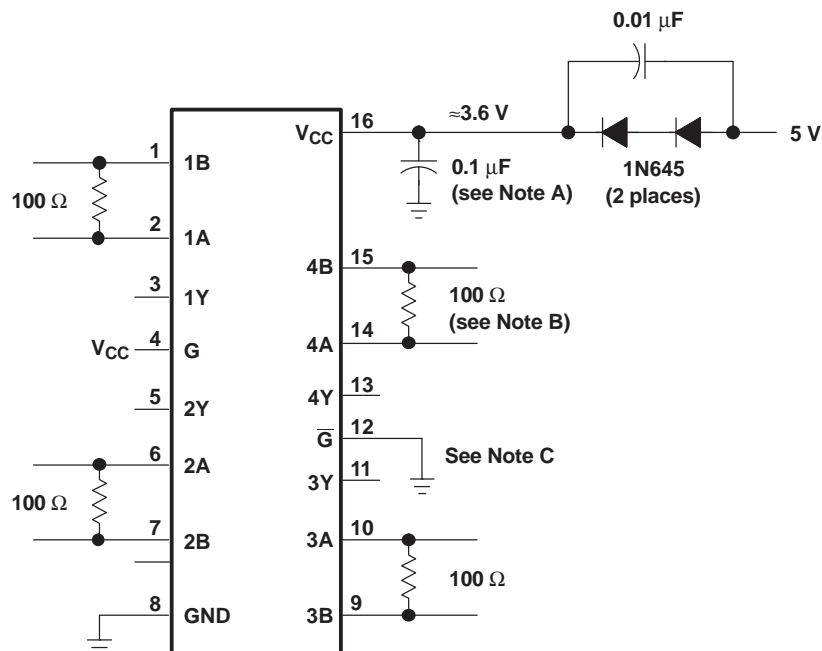 0.01 μF
VCC
16
≈3.6 V
5 V
1
1B
0.1 μF
(see Note A)
1N645
(2 places)
100 Ω
2
1A
4B
15
3
1Y
100 Ω
(see Note B)
VCC
4
G
4A
14
5
2Y
4Y
13
G̅
12
See Note C
6
2A
3Y
11
100 Ω
7
2B
3A
10
100 Ω
8
GND
3B
9